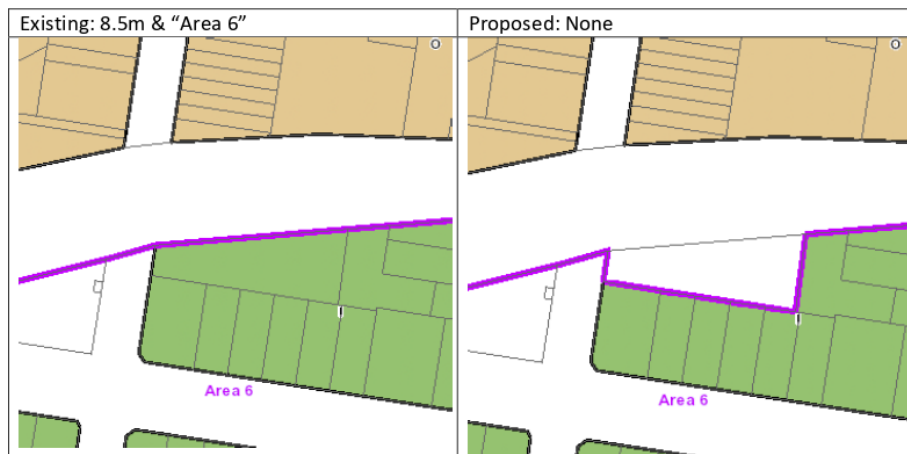 Existing: 8.5m & “Area 6”
Proposed: None
O
O
I
I
Area 6
Area 6